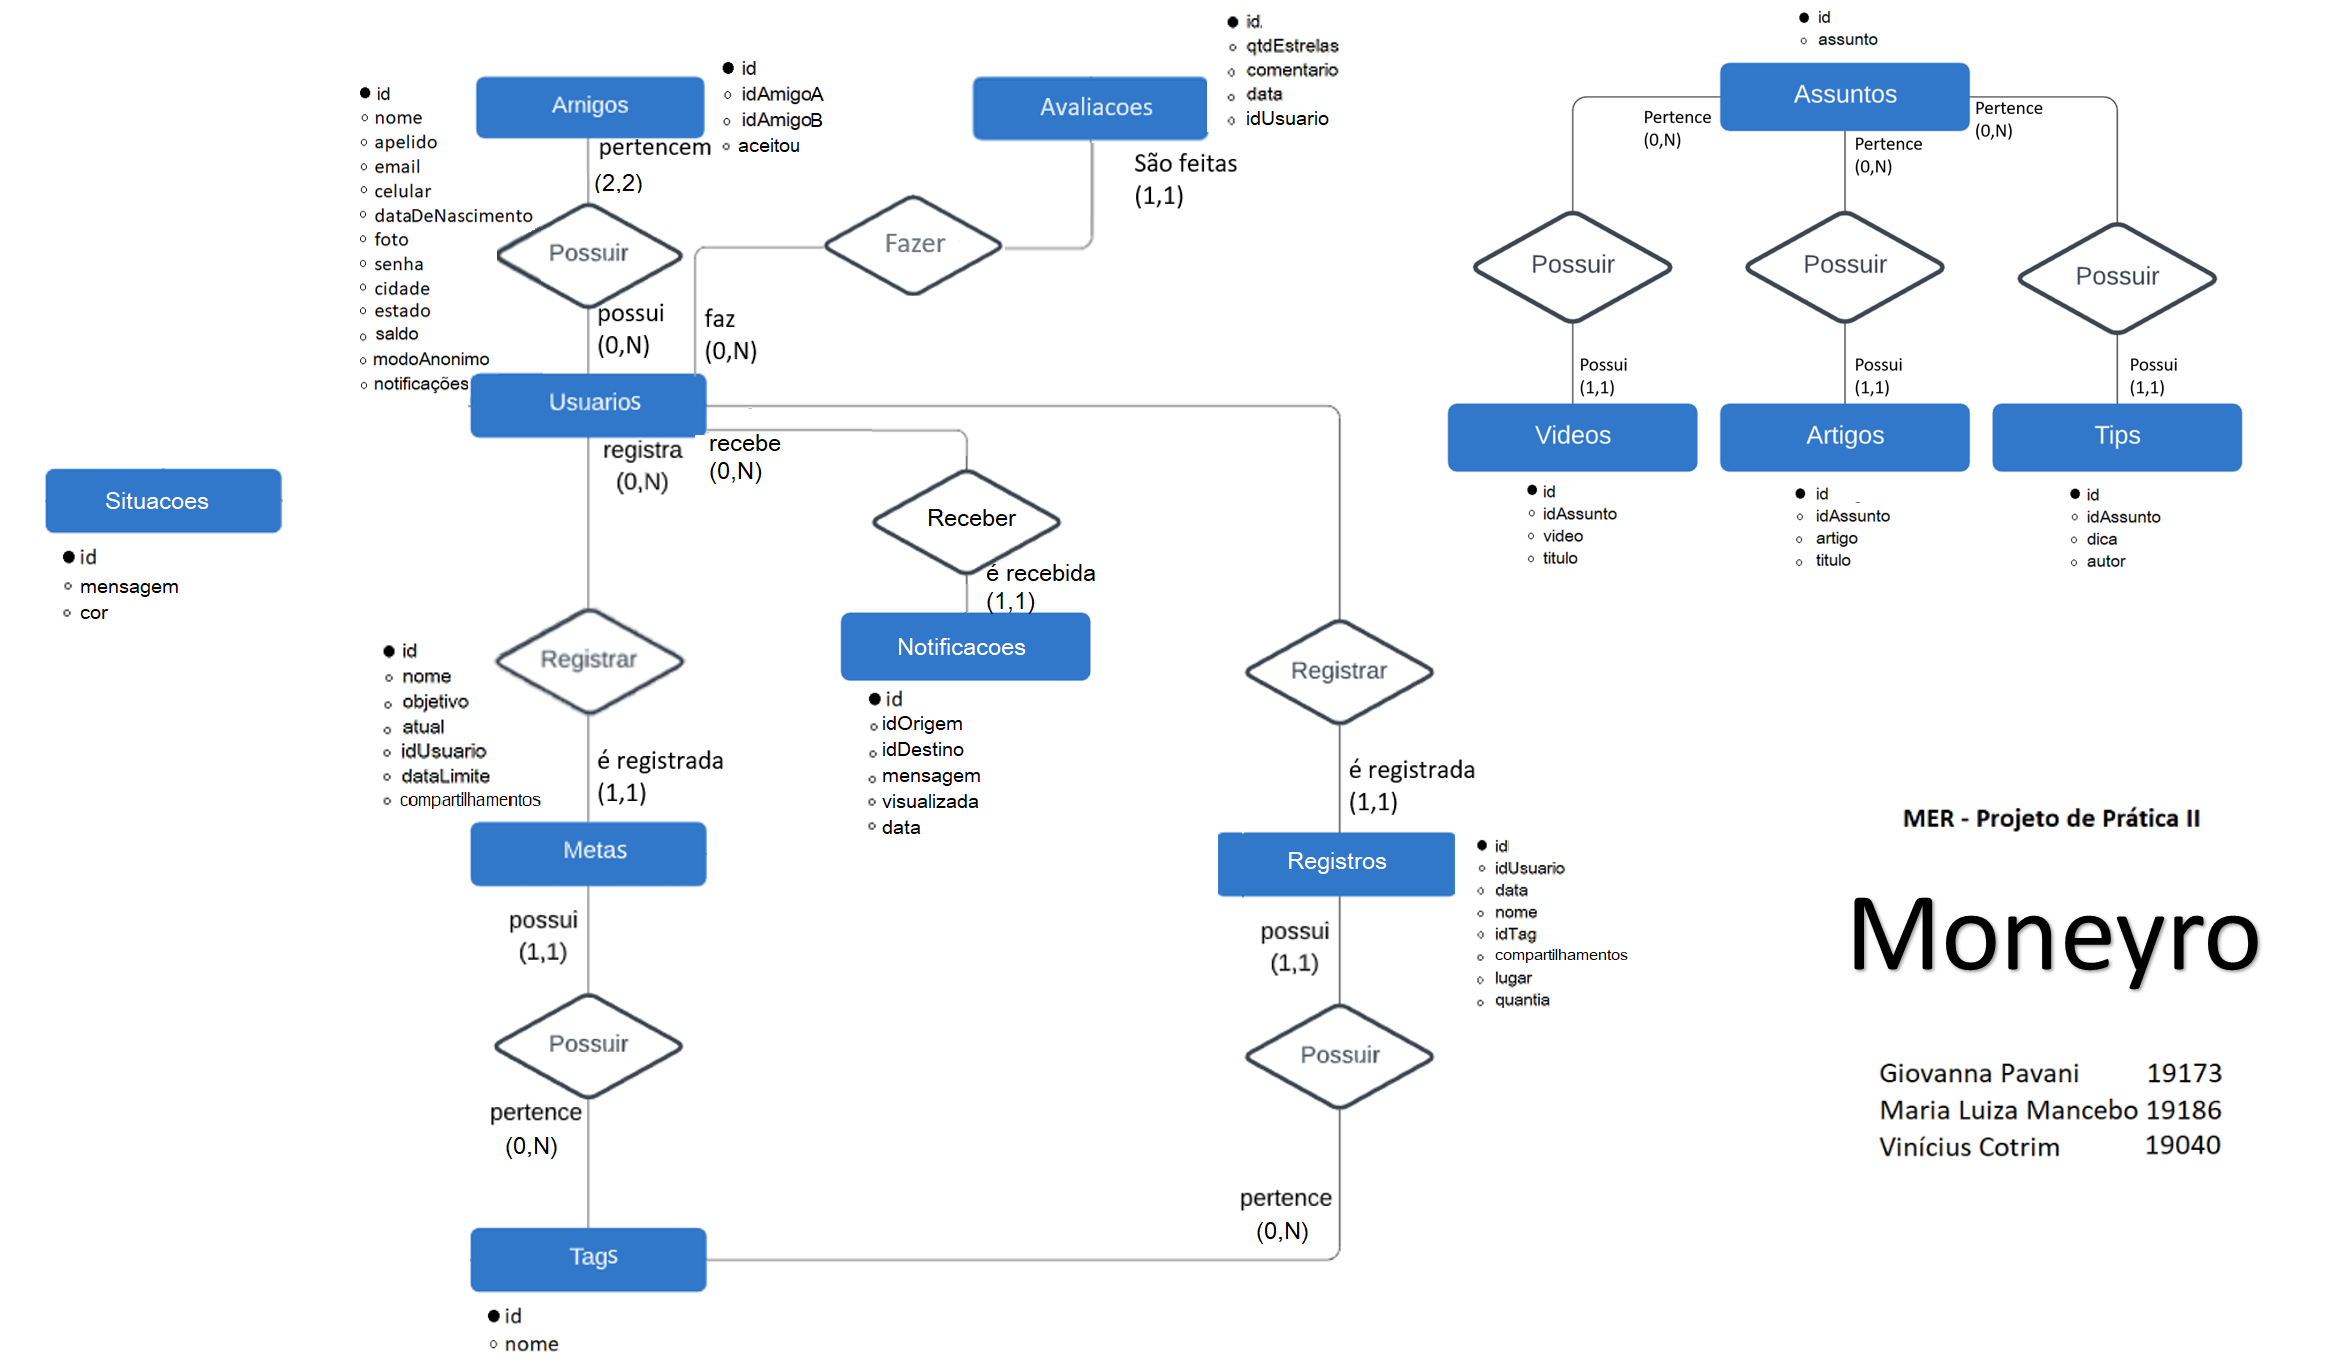 id
nome
apelido
email
celular
dataDeNascimento
foto
senha
cidade
estado
saldo
modoAnonimo
notificações
Amigos
id
idAmigoA
idAmigoB
aceitou
pertencem
(2,2)
Possuir
possui
(0,N)
Avaliacoes
id
qtdEstrelas
comentario
data
idUsuario
São feitas
(1,1)
Fazer
faz
(0,N)
Usuarios
registra
(0,N)
recebe
(0,N)
Receber
é recebida
(1,1)
Notificacoes
id
idOrigem
idDestino
mensagem
visualizada
data
Situacoes
id
mensagem
cor
Registrar
id
nome
objetivo
atual
idUsuario
dataLimite
compartilhamentos
é registrada
(1,1)
Metas
possui
(1,1)
Possuir
pertence
(0,N)
Tags
id
nome
Registrar
é registrada
(1,1)
Registros
id
idUsuario
data
nome
idTag
compartilhamentos
lugar
quantia
possui
(1,1)
Possuir
pertence
(0,N)
id
assunto
Assuntos
Pertence
(0,N)
Pertence
(0,N)
Pertence
(0,N)
Possuir
Possuir
Possuir
Possui
(1,1)
Possui
(1,1)
Possui
(1,1)
Videos
id
idAssunto
video
titulo
Artigos
id
idAssunto
artigo
titulo
Tips
id
idAssunto
dica
autor
MER - Projeto de Prática II
Moneyro
Giovanna Pavani 19173
Maria Luiza Mancebo 19186
Vinícius Cotrim 19040